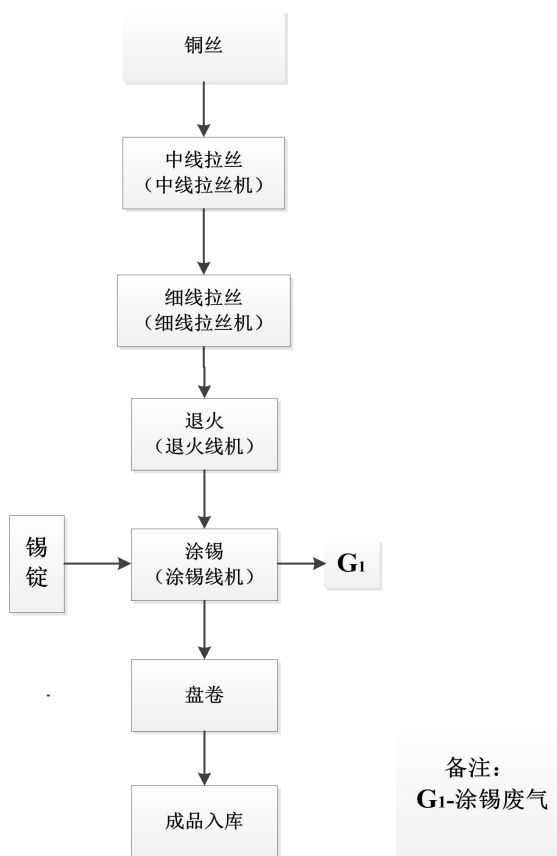 铜丝
中线拉丝
（中线拉丝机）
细线拉丝
（细线拉丝机）
退火
（退火线机）
锡
锭
涂锡
（涂锡线机）
G1
盘卷
成品入库
备注：
G1-涂锡废气